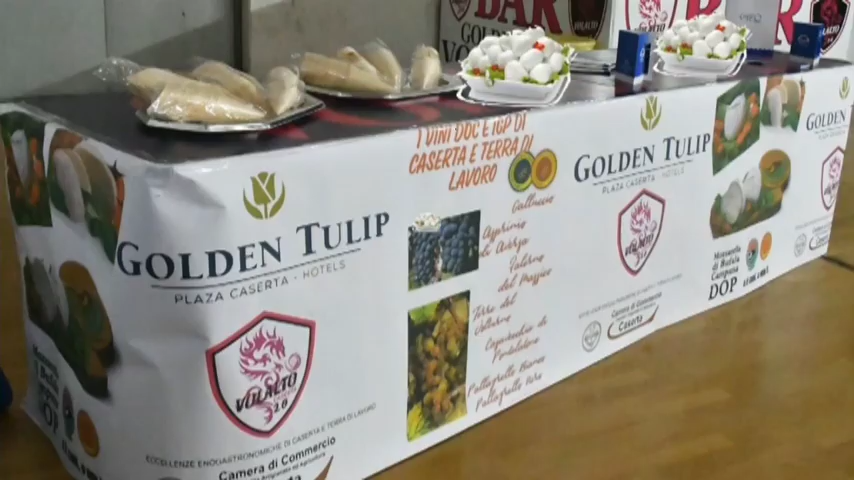 BAR
GOLDEN TULIP
PLAZA CASERTA - HOTELS
VOLALTO
2.0
ECCELLENZE ENOGASTRONOMICHE DI CASERTA E TERRA DI LAVORO
Camera di Commercio
I VINI DOC E IGP DI
CASERTA E TERRA DI
LAVORO
Galluccio
Asprinio
di Aversa
Falerno
del Massico
Terre del
Volturno
Casavecchia di
Pontelatone
Pallagrello Bianco
Pallagrello Nero
GOLDEN TULIP
PLAZA CASERTA - HOTELS
VOLALTO
Camera di Commercio
Caserta
Mozzarella
di Bufala
Campana
DOP
GOLDEN